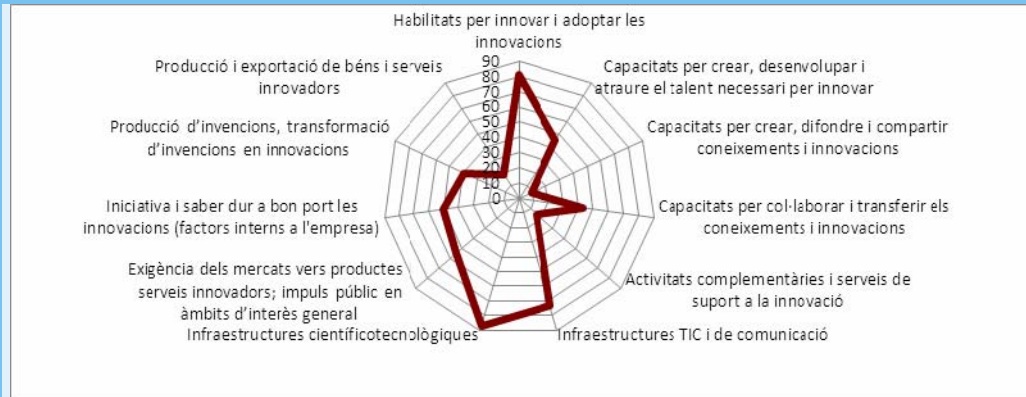 Habilitats per innovar i adoptar les
innovacions
Capacitats per crear, desenvolupar i
atraure el talent necessari per innovar
Capacitats per crear, difondre i compartir
coneixements i innovacions
Capacitats per col·laborar i transferir els
coneixements i innovacions
Activitats complementàries i serveis de
suport a la innovació
Infraestructures TIC i de comunicació
Infraestructures científicotecnològiques
Exigència dels mercats vers productes
serveis innovadors; impuls públic en
àmbits d'interès general
Iniciativa i saber dur a bon port les
innovacions (factors interns a l'empresa)
Producció d'invencions, transformació
d'invencions en innovacions
Producció i exportació de béns i serveis
innovadors
90
80
70
60
50
40
30
20
10
0